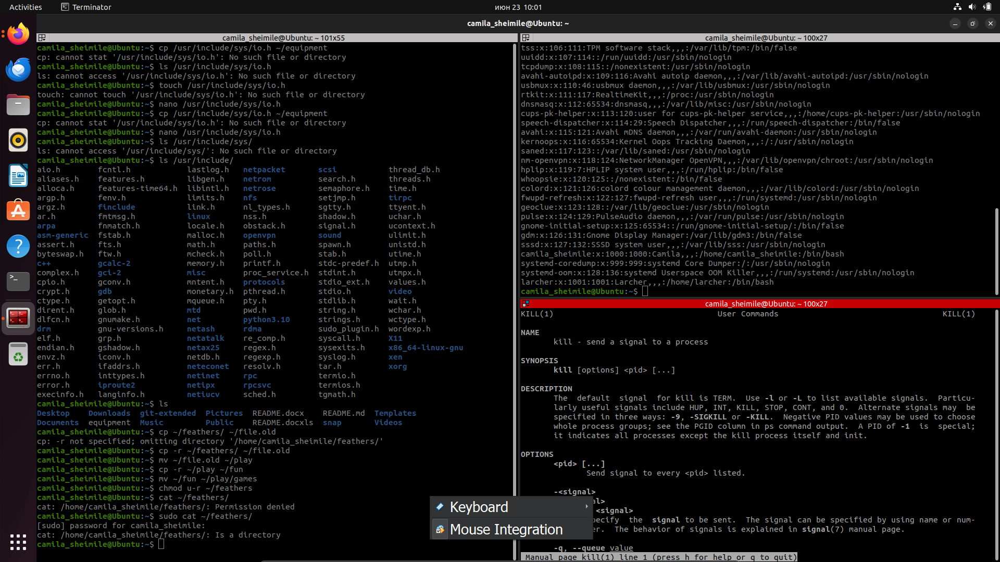 Activities
Terminator
июн 23 10:01
camila_sheimile@Ubuntu: ~
camila_sheimile@Ubuntu: ~ 101x55
camila_sheimile@Ubuntu:~$ cp /usr/include/sys/io.h ~/equipment
cp: cannot stat '/usr/include/sys/io.h': No such file or directory
camila_sheimile@Ubuntu:~$ ls /usr/include/sys/io.h
ls: cannot access '/usr/include/sys/io.h': No such file or directory
camila_sheimile@Ubuntu:~$ touch /usr/include/sys/io.h
touch: cannot touch '/usr/include/sys/io.h': No such file or directory
camila_sheimile@Ubuntu:~$ nano /usr/include/sys/io.h
camila_sheimile@Ubuntu:~$ cp /usr/include/sys/io.h ~/equipment
cp: cannot stat '/usr/include/sys/io.h': No such file or directory
camila_sheimile@Ubuntu:~$ nano /usr/include/sys/io.h
camila_sheimile@Ubuntu:~$ ls /usr/include/sys/
ls: cannot access '/usr/include/sys/': No such file or directory
camila_sheimile@Ubuntu:~$ ls /usr/include/
aio.h fcntl.h lastlog.h netpacket scsi thread_db.h
aliases.h features.h libgen.h netrom search.h threads.h
alloca.h features-time64.h libintl.h netrose semaphore.h time.h
argp.h fenv.h limits.h nfs setjmp.h tirpc
argz.h finclude link.h nl_types.h sgtty.h ttyent.h
ar.h fmtmsg.h linux nss.h shadow.h uchar.h
arpa fnmatch.h locale.h obstack.h signal.h ucontext.h
asm-generic fstab.h malloc.h openvpn sound ulimit.h
assert.h fts.h math.h paths.h spawn.h unistd.h
byteswap.h ftw.h mcheck.h poll.h stab.h utime.h
c++ gcalc-2 memory.h printf.h stdc-predef.h utmp.h
complex.h gci-2 misc proc_service.h stdint.h utmpx.h
cpio.h gconv.h mntent.h protocols stdio_ext.h values.h
crypt.h gdb monetary.h pthread.h stdio.h video
ctype.h getopt.h mqueue.h pty.h stdlib.h wait.h
dirent.h glob.h mtd pwd.h string.h wchar.h
dlfcn.h gnumake.h net python3.10 strings.h wctype.h
drm gnu-versions.h netash rdma sudo_plugin.h wordexp.h
elf.h grp.h netatalk re_comp.h syscall.h X11
endian.h gshadow.h netax25 regex.h sysexits.h x86_64-linux-gnu
envz.h iconv.h netdb.h regexp.h syslog.h xen
err.h ifaddrs.h neteconet resolv.h tar.h xorg
errno.h inttypes.h netinet rpc termio.h
error.h iproute2 netipx rpcsvc termios.h
execinfo.h langinfo.h netiucv sched.h tgmath.h
camila_sheimile@Ubuntu:~$ ls
Desktop Downloads git-extended Pictures README.docx README.md Templates
Documents equipment Music Public README.docxls snap Videos
camila_sheimile@Ubuntu:~$ cp ~/feathers/ ~/file.old
cp: -r not specified; omitting directory '/home/camila_sheimile/feathers/'
camila_sheimile@Ubuntu:~$ cp -r ~/feathers/ ~/file.old
camila_sheimile@Ubuntu:~$ mv ~/file.old ~/play
camila_sheimile@Ubuntu:~$ cp -r ~/play ~/fun
camila_sheimile@Ubuntu:~$ mv ~/fun ~/play/games
camila_sheimile@Ubuntu:~$ chmod u-r ~/feathers
camila_sheimile@Ubuntu:~$ cat ~/feathers/
cat: /home/camila_sheimile/feathers/: Permission denied
camila_sheimile@Ubuntu:~$ sudo cat ~/feathers/
[sudo] password for camila_sheimile:
cat: /home/camila_sheimile/feathers/: Is a directory
camila_sheimile@Ubuntu:~$
camila_sheimile@Ubuntu: ~ 100x27
tss:x:106:111:TPM software stack,,,:/var/lib/tpm:/bin/false
uuidd:x:107:114::/run/uuidd:/usr/sbin/nologin
tcpdump:x:108:115::/nonexistent:/usr/sbin/nologin
avahi-autoipd:x:109:116:Avahi autoip daemon,,,:/var/lib/avahi-autoipd:/usr/sbin/nologin
usbmux:x:110:46:usbmux daemon,,,:/var/lib/usbmux:/usr/sbin/nologin
rtkit:x:111:117:RealtimeKit,,,:/proc:/usr/sbin/nologin
dnsmasq:x:112:65534:dnsmasq,,,:/var/lib/misc:/usr/sbin/nologin
cups-pk-helper:x:113:120:user for cups-pk-helper service,,,:/home/cups-pk-helper:/usr/sbin/nologin
speech-dispatcher:x:114:29:Speech Dispatcher,,,:/run/speech-dispatcher:/bin/false
avahi:x:115:121:Avahi mDNS daemon,,,:/var/run/avahi-daemon:/usr/sbin/nologin
kernoops:x:116:65534:Kernel Oops Tracking Daemon,,,:/:/usr/sbin/nologin
saned:x:117:123::/var/lib/saned:/usr/sbin/nologin
nm-openvpn:x:118:124:NetworkManager OpenVPN,,,:/var/lib/openvpn/chroot:/usr/sbin/nologin
hplip:x:119:7:HPLIP system user,,,:/run/hplip:/bin/false
whoopsie:x:120:125::/nonexistent:/bin/false
colord:x:121:126:colord colour management daemon,,,:/var/lib/colord:/usr/sbin/nologin
fwupd-refresh:x:122:127:fwupd-refresh user,,,:/run/systemd:/usr/sbin/nologin
geoclue:x:123:128::/var/lib/geoclue:/usr/sbin/nologin
pulse:x:124:129:PulseAudio daemon,,,:/var/run/pulse:/usr/sbin/nologin
gnome-initial-setup:x:125:65534::/run/gnome-initial-setup/:/bin/false
gdm:x:126:131:Gnome Display Manager:/var/lib/gdm3:/bin/false
sssd:x:127:132:SSSD system user,,,:/var/lib/sss:/usr/sbin/nologin
camila_sheimile:x:1000:1000:Camila,,,:/home/camila_sheimile:/bin/bash
systemd-coredump:x:999:999:systemd Core Dumper:/:/usr/sbin/nologin
systemd-oom:x:128:136:systemd Userspace OOM Killer,,,:/run/systemd:/usr/sbin/nologin
larcher:x:1001:1001:Larcher,,,:/home/larcher:/bin/bash
camila_sheimile@Ubuntu:~$
camila_sheimile@Ubuntu: ~ 100x27
KILL(1) User Commands KILL(1)
NAME
kill - send a signal to a process
SYNOPSIS
kill [options] <pid> [...]
DESCRIPTION
The default signal for kill is TERM. Use -l or -L to list available signals. Particu-
larly useful signals include HUP, INT, KILL, STOP, CONT, and 0. Alternate signals may be
specified in three ways: -9, -SIGKILL or -KILL. Negative PID values may be used to choose
whole process groups; see the PGID column in ps command output. A PID of -1 is special;
it indicates all processes except the kill process itself and init.
OPTIONS
<pid> [...]
Send signal to every <pid> listed.
-<signal>
al>
<signal>
ecify the signal to be sent. The signal can be specified by using name or num-
er. The behavior of signals is explained in signal(7) manual page.
-q, --queue value
Manual page kill(1) line 1 (press h for help or q to quit)
Keyboard
Mouse Integration